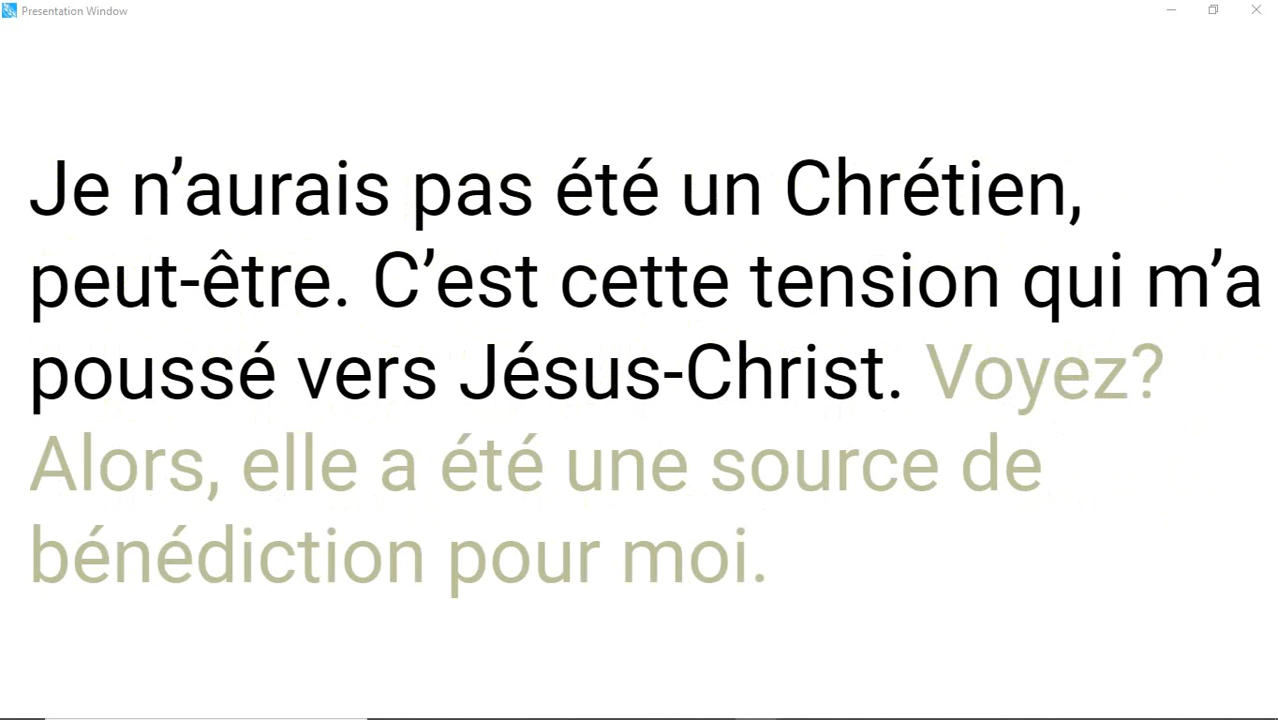 Presentation Window
Je n’aurais pas été un Chrétien,
peut-être. C’est cette tension qui m’a
poussé vers Jésus-Christ. Voyez?
Alors, elle a été une source de
bénédiction pour moi.